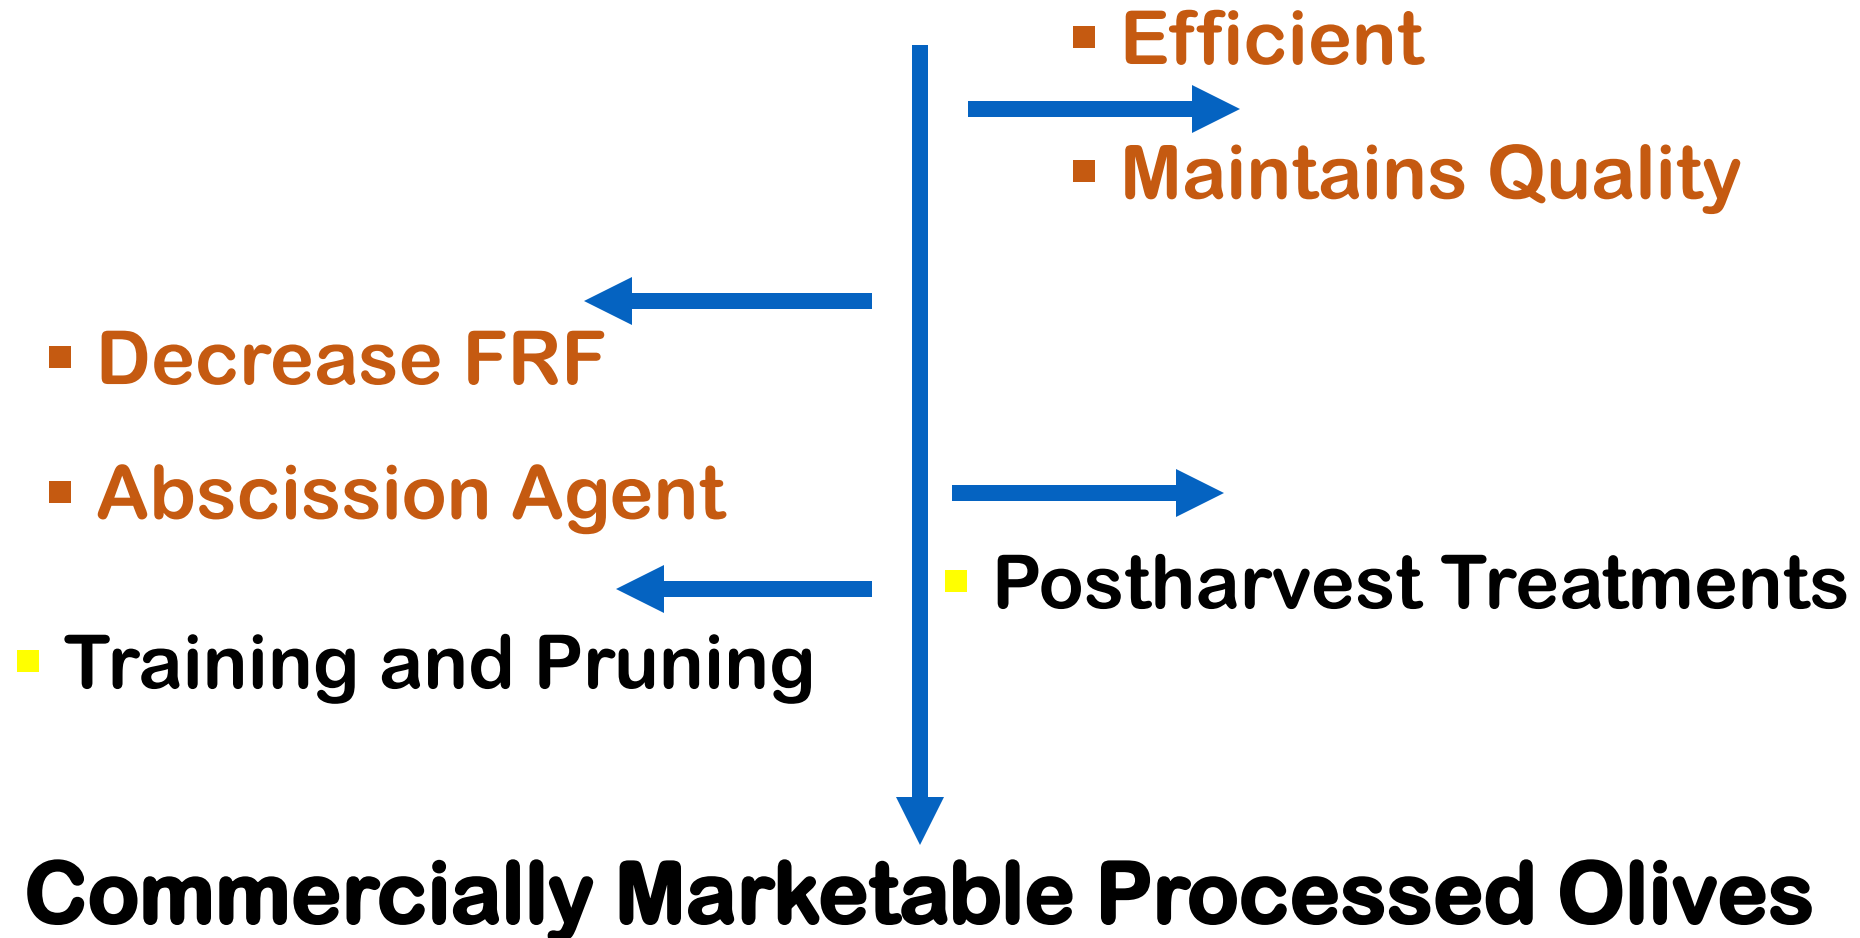 ▪ Efficient
▪ Maintains Quality
▪ Decrease FRF
▪ Abscission Agent
▪ Postharvest Treatments
▪ Training and Pruning
Commercially Marketable Processed Olives